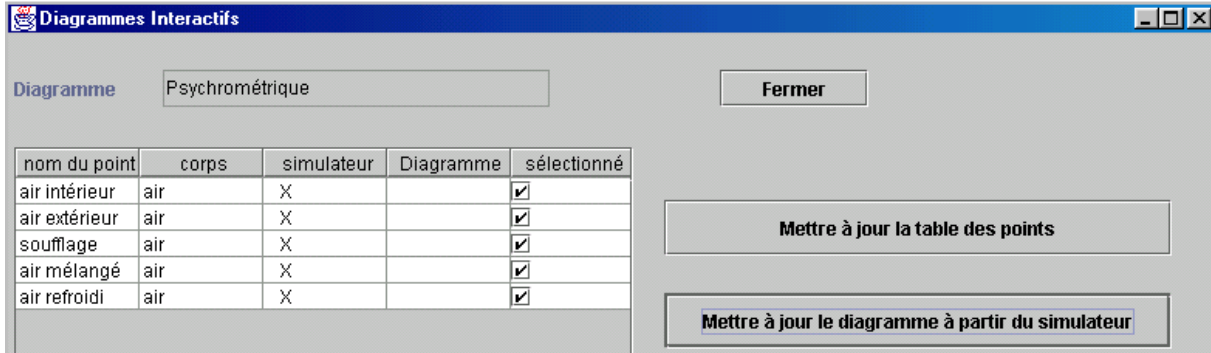 Diagrammes Interactifs
Diagramme Psychrométrique Fermer
nom du point corps simulateur Diagramme sélectionné
air intérieur air X
air extérieur air X
soufflage air X
air mélangé air X
air refroidi air X
Mettre à jour la table des points
Mettre à jour le diagramme à partir du simulateur